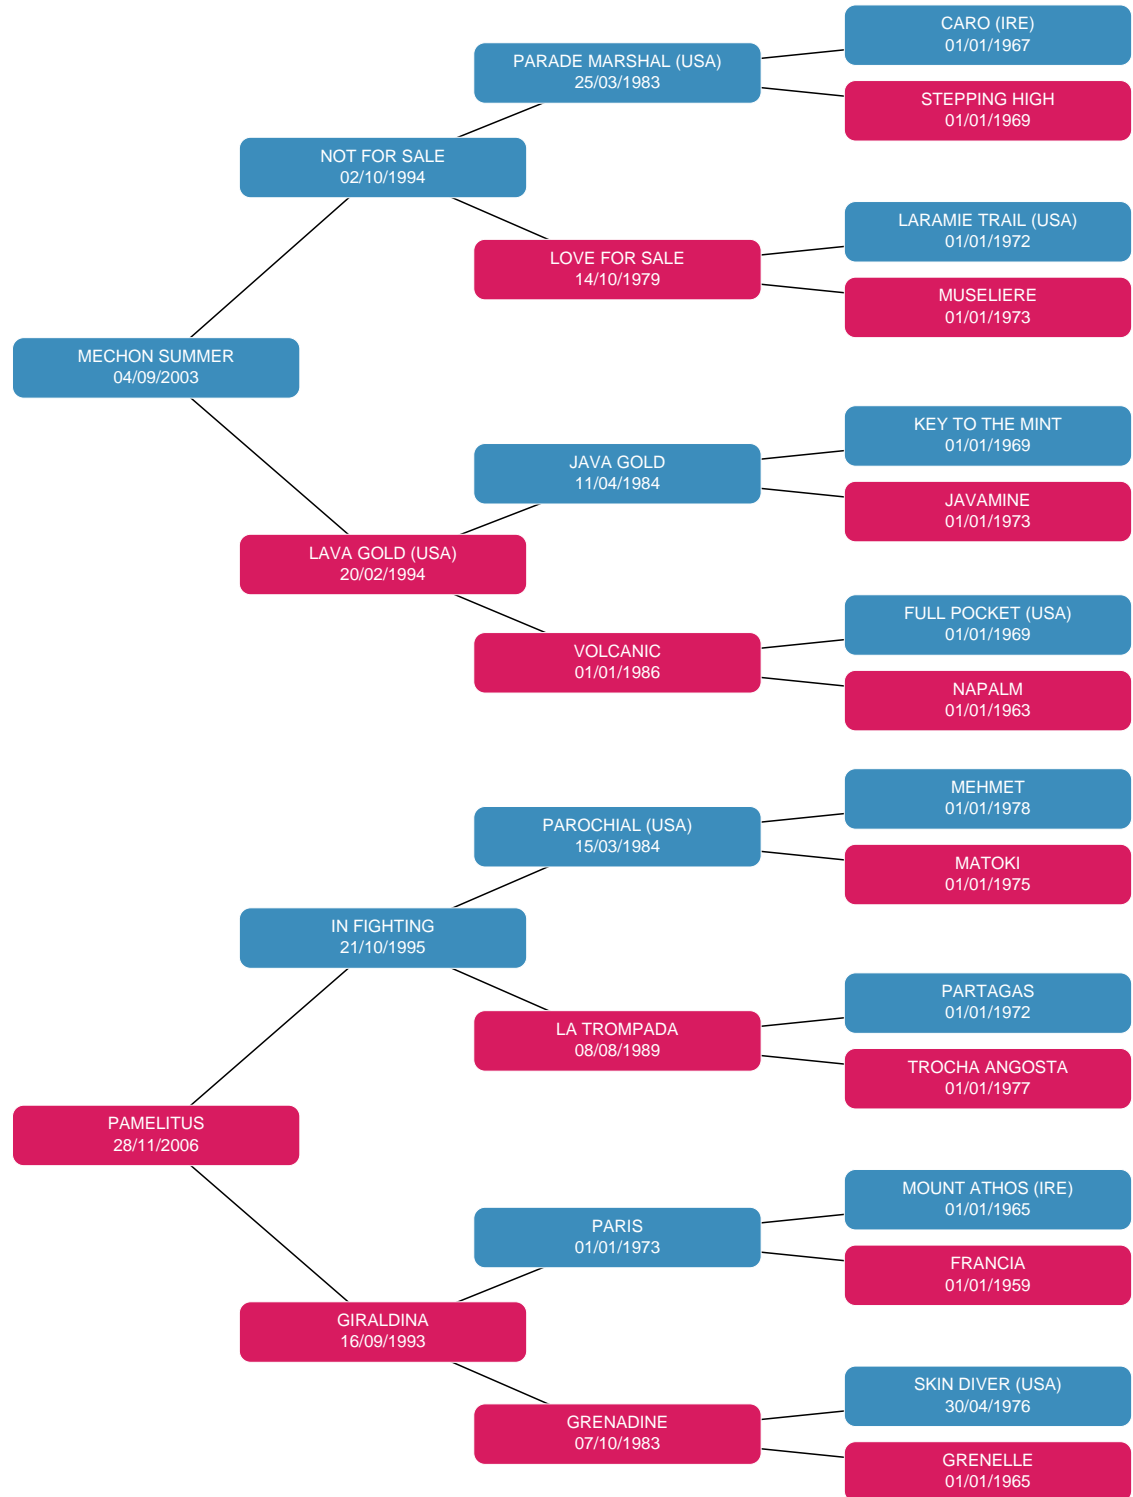 CARO (IRE)
01/01/1967
PARADE MARSHAL (USA)
25/03/1983
STEPPING HIGH
01/01/1969
NOT FOR SALE
02/10/1994
LARAMIE TRAIL (USA)
01/01/1972
LOVE FOR SALE
14/10/1979
MUSELIERE
01/01/1973
MECHON SUMMER
04/09/2003
KEY TO THE MINT
01/01/1969
JAVA GOLD
11/04/1984
JAVAMINE
01/01/1973
LAVA GOLD (USA)
20/02/1994
FULL POCKET (USA)
01/01/1969
VOLCANIC
01/01/1986
NAPALM
01/01/1963
MEHMET
01/01/1978
PAROCHIAL (USA)
15/03/1984
MATOKI
01/01/1975
IN FIGHTING
21/10/1995
PARTAGAS
01/01/1972
LA TROMPADA
08/08/1989
TROCHA ANGOSTA
01/01/1977
PAMELITUS
28/11/2006
MOUNT ATHOS (IRE)
01/01/1965
PARIS
01/01/1973
FRANCIA
01/01/1959
GIRALDINA
16/09/1993
SKIN DIVER (USA)
30/04/1976
GRENADINE
07/10/1983
GRENELLE
01/01/1965